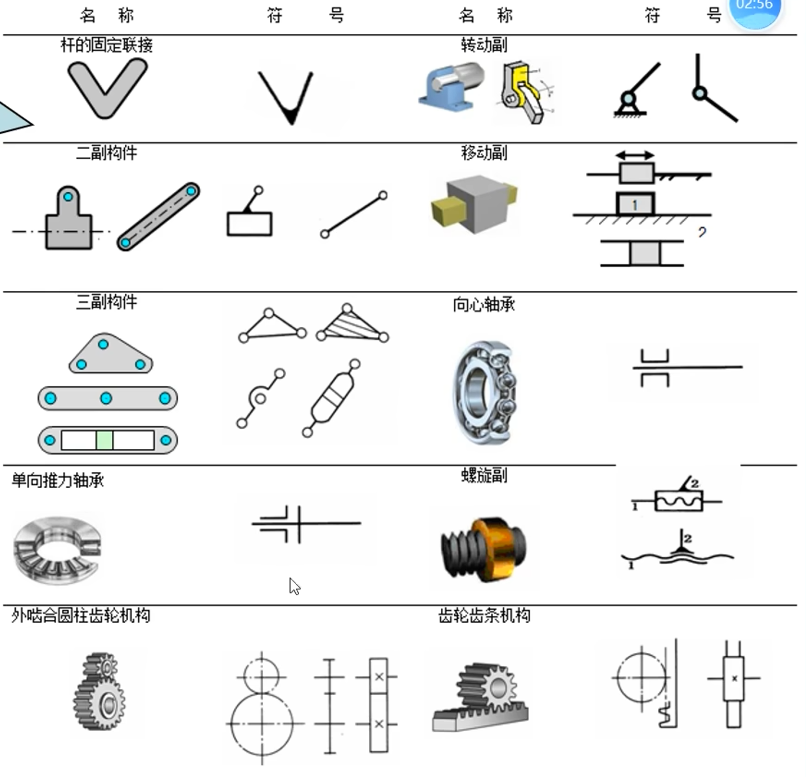 02:56
名 称 符 号 名 称 符 号
杆的固定联接 转动副
二副构件 移动副
1
2
三副构件 向心轴承
单向推力轴承 螺旋副
2
1
2
1
外啮合圆柱齿轮机构 齿轮齿条机构